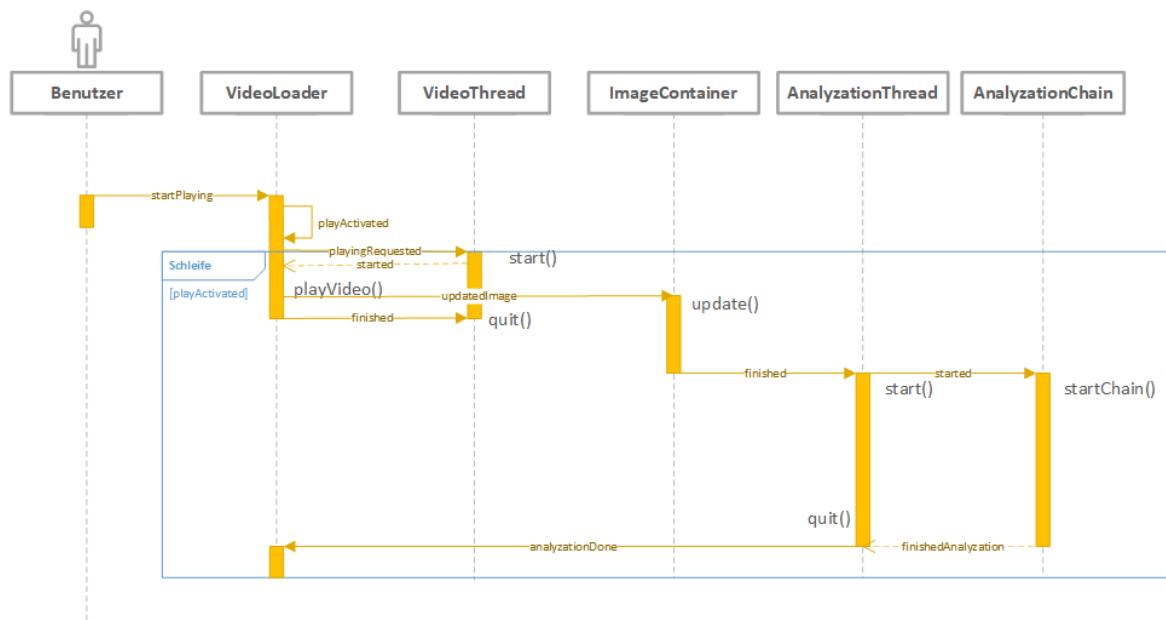 Benutzer
VideoLoader
VideoThread
ImageContainer
AnalyzationThread
AnalyzationChain
startPlaying
playActivated
playingRequested
start()
Schleife
started
[playActivated]
playVideo()
updatedImage
update()
finished
quit()
finished
started
start()
startChain()
quit()
analyzationDone
finishedAnalyzation